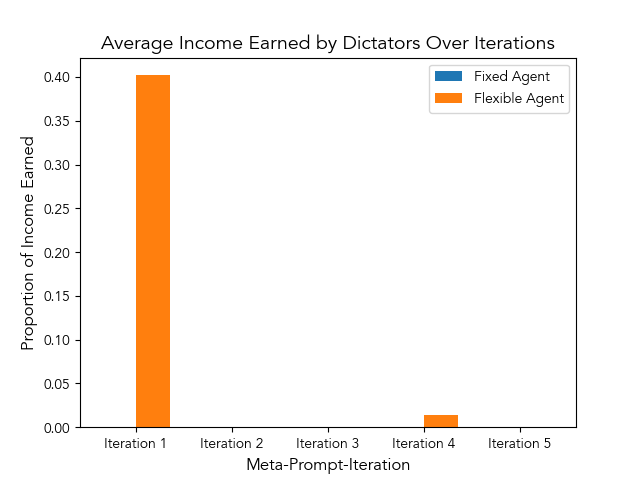 Average Income Earned by Dictators Over Iterations
Fixed Agent
Flexible Agent
Proportion of Income Earned
0.40
0.35
0.30
0.25
0.20
0.15
0.10
0.05
0.00
Iteration 1 Iteration 2 Iteration 3 Iteration 4 Iteration 5
Meta-Prompt-Iteration